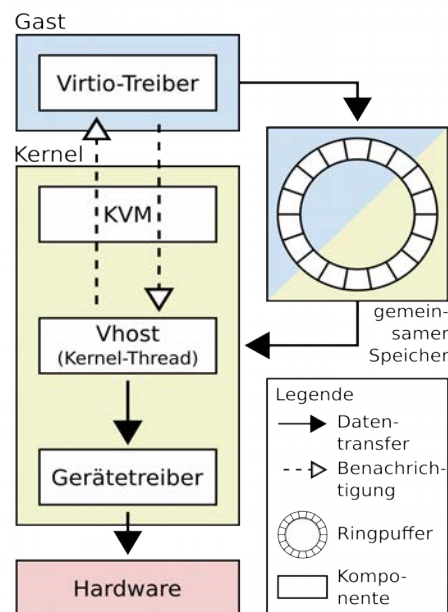 Gast
Virtio-Treiber
Kernel
KVM
Vhost
(Kernel-Thread)
Gerätetreiber
Hardware
gemein-
samer
Speicher
Legende
Daten-
transfer
Benachrich-
tigung
Ringpuffer
Kompo-
nente